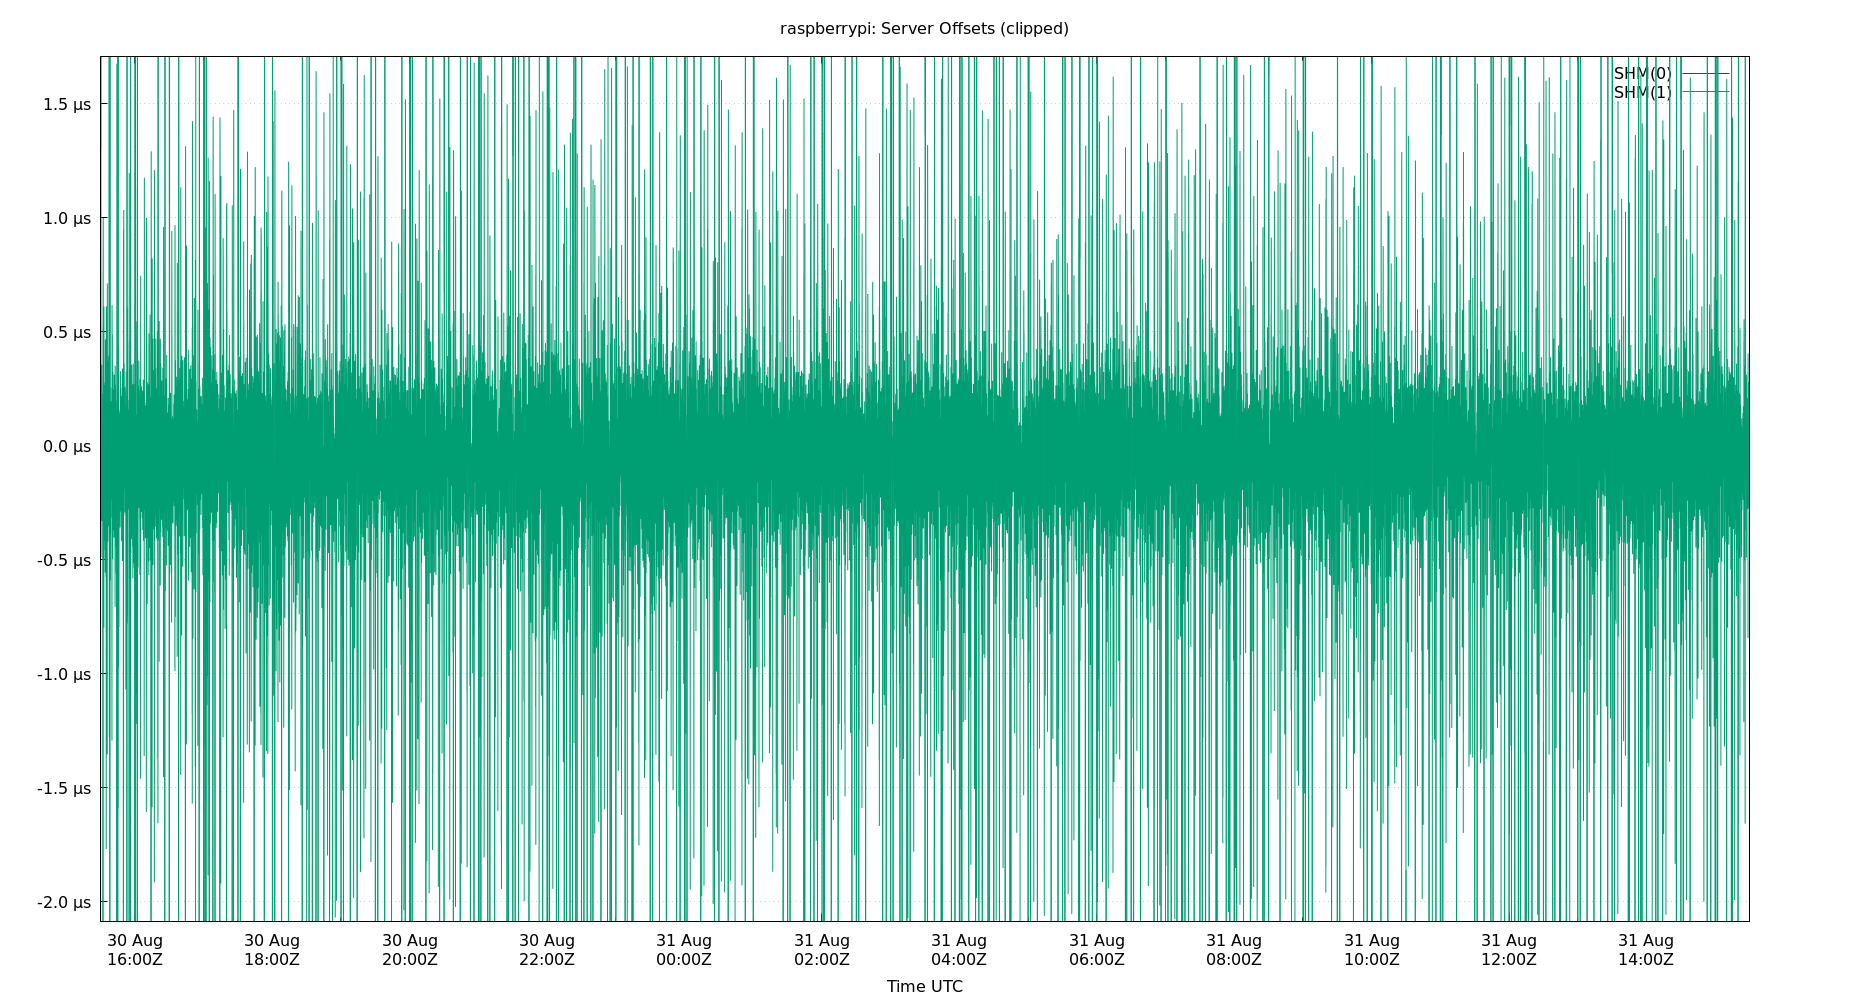 raspberrypi: Server Offsets (clipped)
SHM(0)
SHM(1)
1.5 µs
1.0 µs
0.5 µs
0.0 µs
-0.5 µs
-1.0 µs
-1.5 µs
-2.0 µs
30 Aug 30 Aug 30 Aug 30 Aug 31 Aug 31 Aug 31 Aug 31 Aug 31 Aug 31 Aug 31 Aug 31 Aug
16:00Z 18:00Z 20:00Z 22:00Z 00:00Z 02:00Z 04:00Z 06:00Z 08:00Z 10:00Z 12:00Z 14:00Z
Time UTC